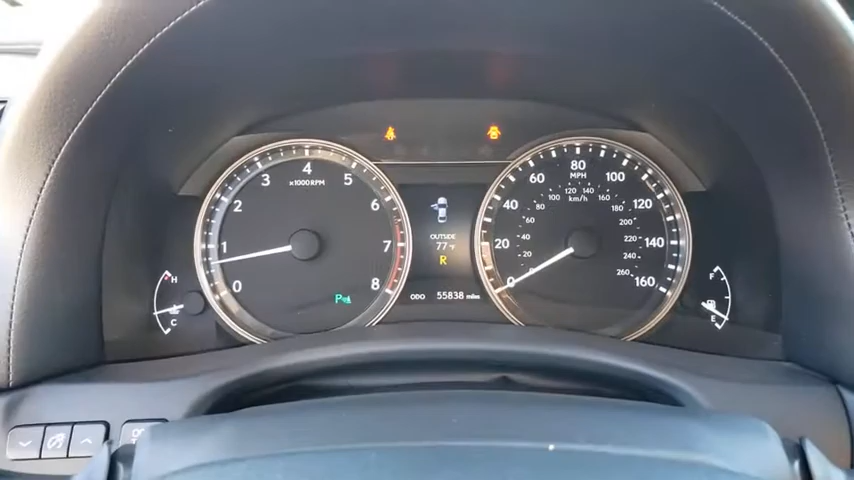 0 1 2 3 4 5 6 7 8
×1000 RPM
P
H
C
OUTSIDE
77°F
R
ODO 55838 miles
0 20 40 60 80 100 120 140 160
MPH
km/h
20 40 60 80 100 120 140 160 180 200 220 240 260
F
E